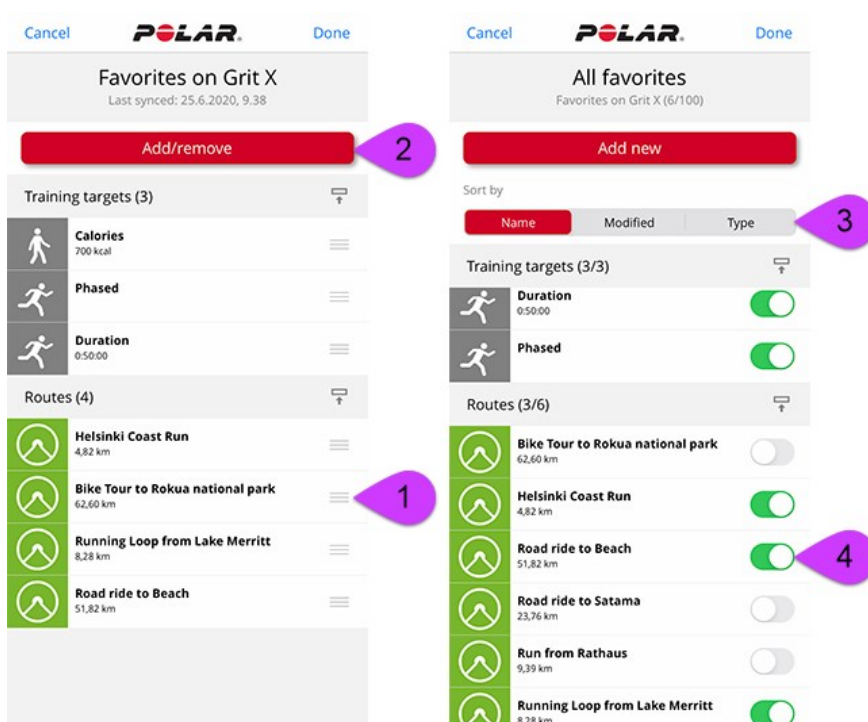 Cancel
POLAR.
Done
Favorites on Grit X
Last synced: 25.6.2020, 9.38
Add/remove
2
Training targets (3)
Calories
700 kcal
Phased
Duration
0:50:00
Routes (4)
Helsinki Coast Run
4,82 km
Bike Tour to Rokua national park
62,60 km
1
Running Loop from Lake Merritt
8,28 km
Road ride to Beach
51,82 km
Cancel
POLAR.
Done
All favorites
Favorites on Grit X (6/100)
Add new
Sort by
Name
Modified
Type
3
Training targets (3/3)
Duration
0:50:00
Phased
Routes (3/6)
Bike Tour to Rokua national park
62,60 km
Helsinki Coast Run
4,82 km
Road ride to Beach
51,82 km
4
Road ride to Satama
23,76 km
Run from Rathaus
9,39 km
Running Loop from Lake Merritt
8,28 km